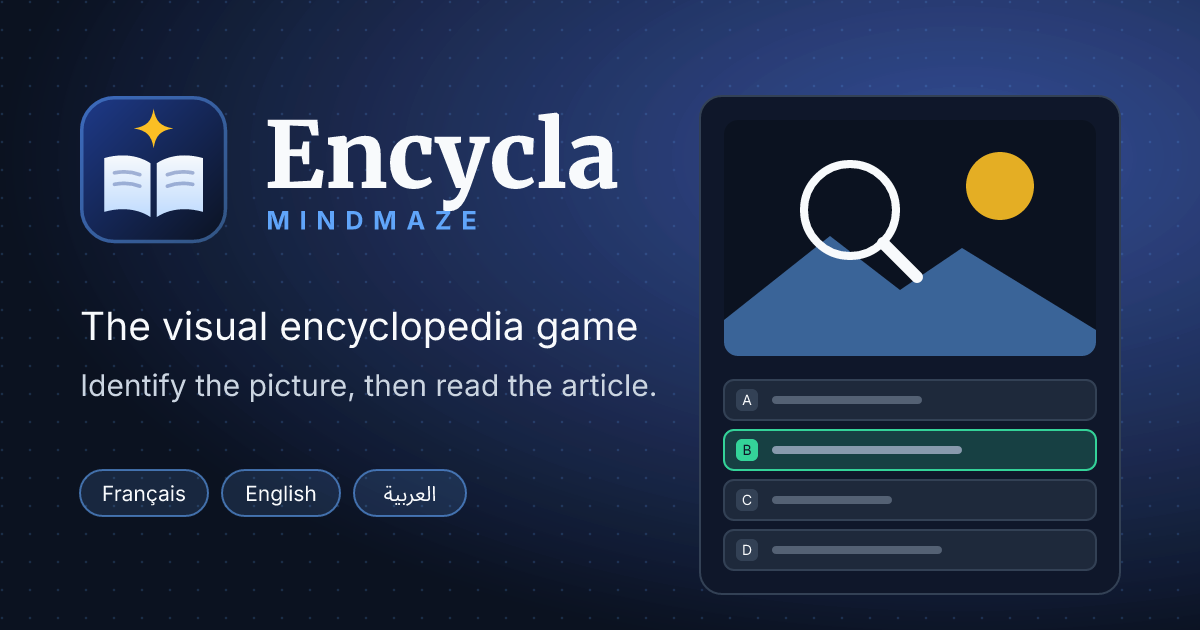 Encycla
MINDMAZE
The visual encyclopedia game
Identify the picture, then read the article.
Français English العربية
A
B
C
D